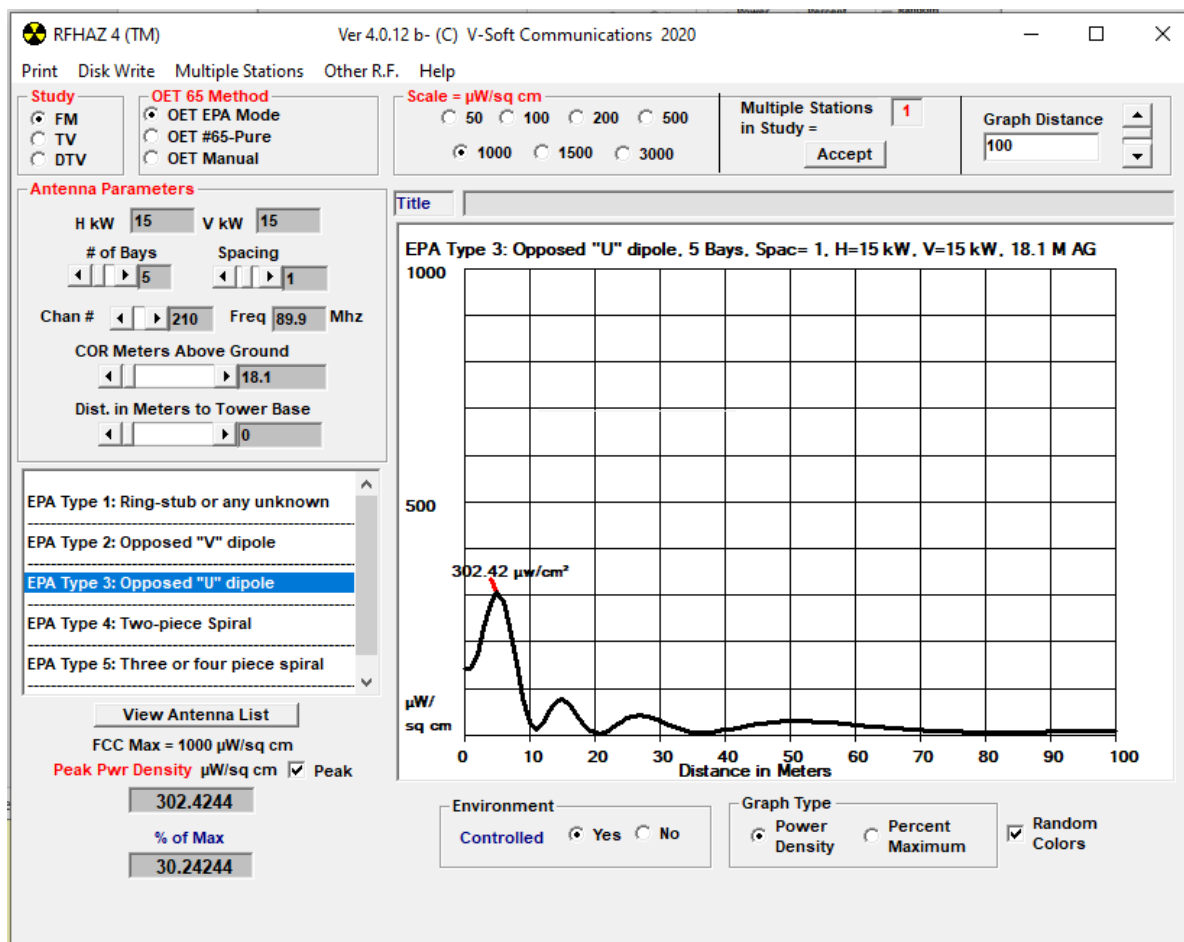 RFHAZ 4 (TM) Ver 4.0.12 b- (C) V-Soft Communications 2020
Print Disk Write Multiple Stations Other R.F. Help
Study
FM
TV
DTV
OET 65 Method
OET EPA Mode
OET #65-Pure
OET Manual
Scale = µW/sq cm
50 100 200 500
1000 1500 3000
Multiple Stations
in Study =
1
Accept
Graph Distance
100
Antenna Parameters
H kW 15 V kW 15
# of Bays Spacing
5 1
Chan # 210 Freq 89.9 Mhz
COR Meters Above Ground
18.1
Dist. in Meters to Tower Base
0
EPA Type 1: Ring-stub or any unknown
EPA Type 2: Opposed "V" dipole
EPA Type 3: Opposed "U" dipole
EPA Type 4: Two-piece Spiral
EPA Type 5: Three or four piece spiral
View Antenna List
FCC Max = 1000 µW/sq cm
Peak Pwr Density µW/sq cm Peak
302.4244
% of Max
30.24244
Title
EPA Type 3: Opposed "U" dipole, 5 Bays, Spac= 1, H=15 kW, V=15 kW, 18.1 M AG
1000
500
302.42 µw/cm²
µW/
sq cm
0 10 20 30 40 50 60 70 80 90 100
Distance in Meters
Environment
Controlled Yes No
Graph Type
Power
Density
Percent
Maximum
Random
Colors